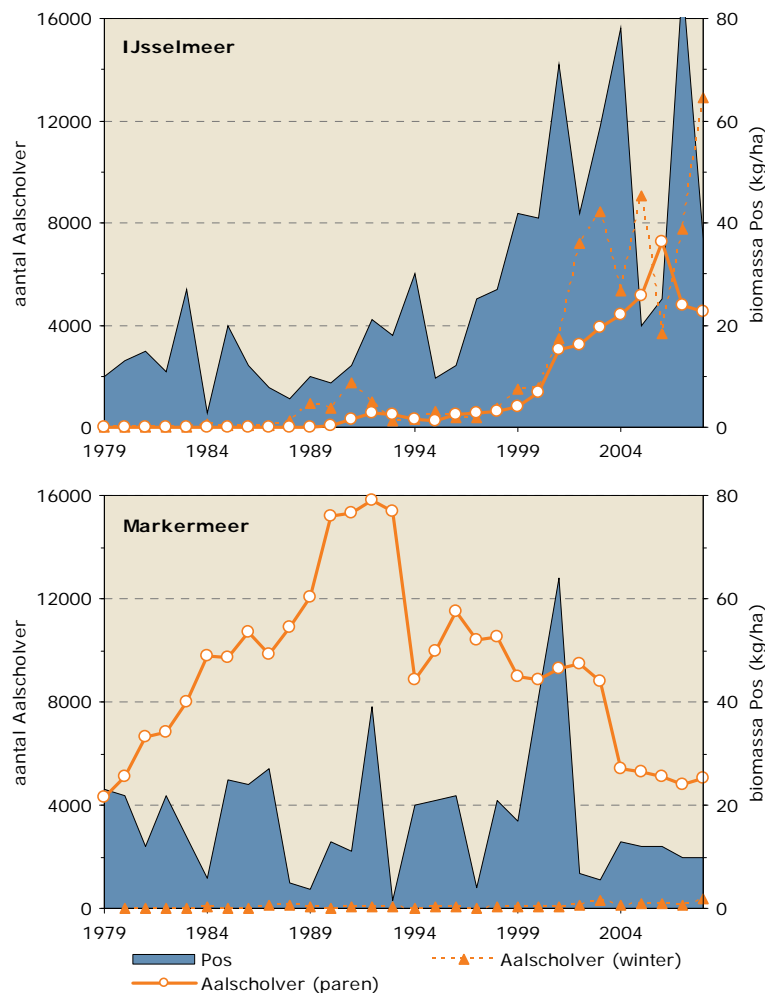 IJsselmeer
16000
12000
8000
4000
0
aantal Aalscholver
80
60
40
20
0
biomassa Pos (kg/ha)
1979 1984 1989 1994 1999 2004
Markermeer
16000
12000
8000
4000
0
aantal Aalscholver
80
60
40
20
0
biomassa Pos (kg/ha)
1979 1984 1989 1994 1999 2004
Pos Aalscholver (winter)
Aalscholver (paren)